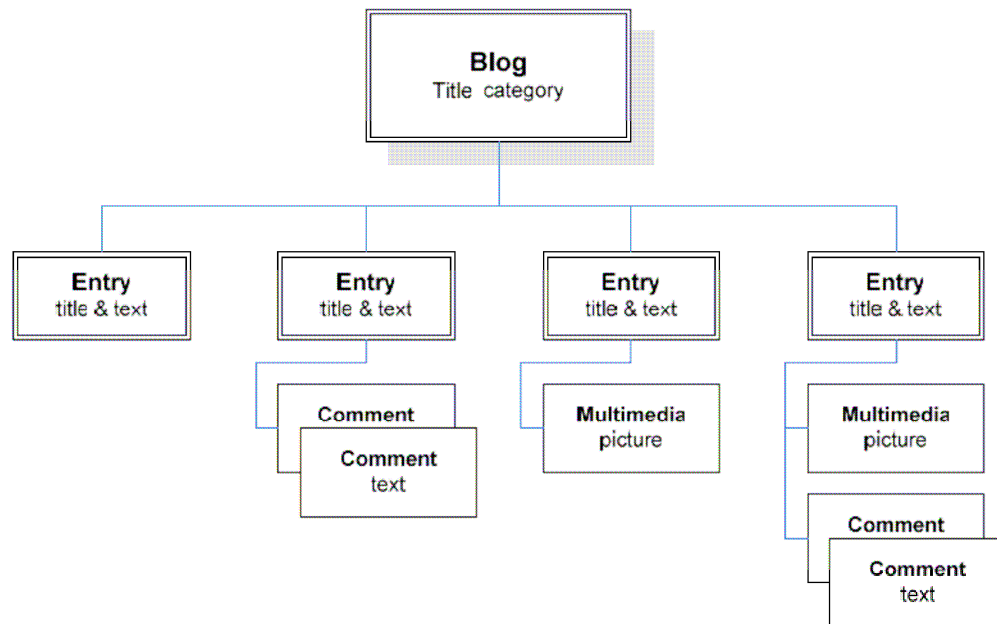 Blog
Title category
Entry
title & text
Entry
title & text
Entry
title & text
Entry
title & text
Comment
Comment
text
Multimedia
picture
Multimedia
picture
Comment
Comment
text